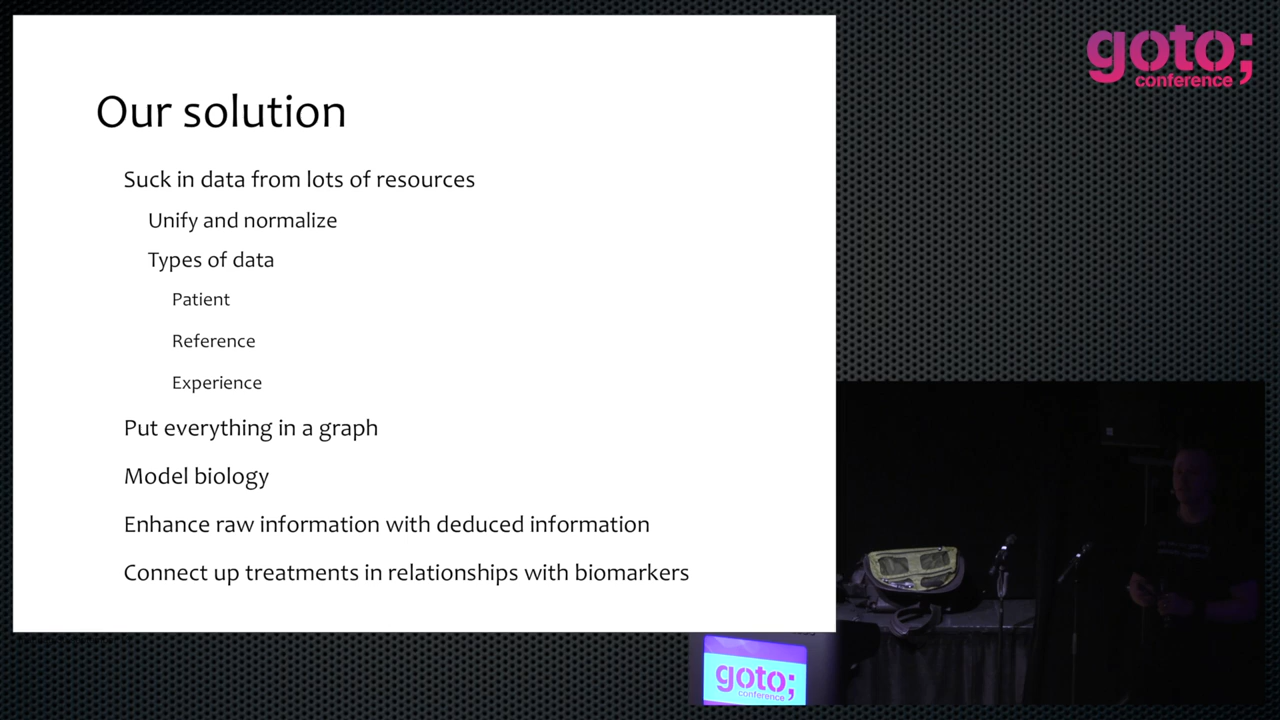 Our solution
Suck in data from lots of resources
Unify and normalize
Types of data
Patient
Reference
Experience
Put everything in a graph
Model biology
Enhance raw information with deduced information
Connect up treatments in relationships with biomarkers
goto;
conference
goto;
conference